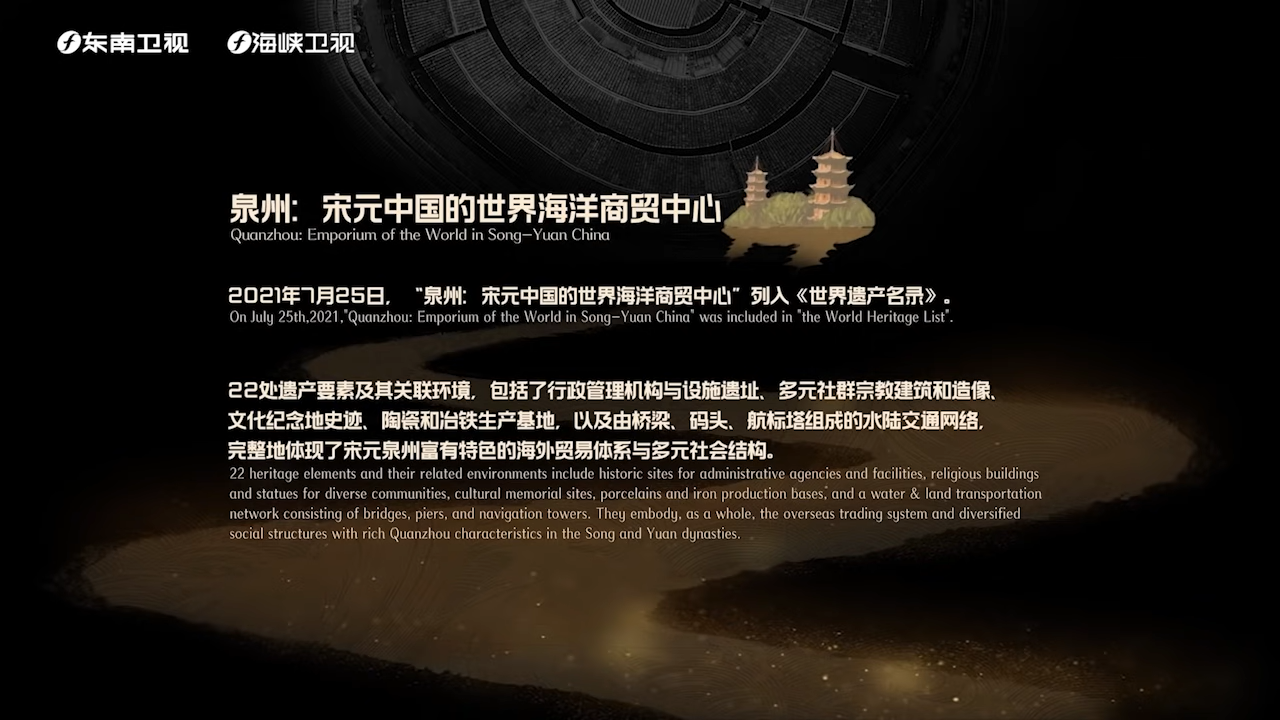 东南卫视 海峡卫视
泉州：宋元中国的世界海洋商贸中心
Quanzhou: Emporium of the World in Song-Yuan China
2021年7月25日，“泉州：宋元中国的世界海洋商贸中心”列入《世界遗产名录》。
On July 25th,2021,"Quanzhou: Emporium of the World in Song-Yuan China" was included in "the World Heritage List".
22处遗产要素及其关联环境，包括了行政管理机构与设施遗址、多元社群宗教建筑和造像、
文化纪念地史迹、陶瓷和冶铁生产基地，以及由桥梁、码头、航标塔组成的水陆交通网络，
完整地体现了宋元泉州富有特色的海外贸易体系与多元社会结构。
22 heritage elements and their related environments include historic sites for administrative agencies and facilities, religious buildings
and statues for diverse communities, cultural memorial sites, porcelains and iron production bases, and a water & land transportation
network consisting of bridges, piers, and navigation towers. They embody, as a whole, the overseas trading system and diversified
social structures with rich Quanzhou characteristics in the Song and Yuan dynasties.